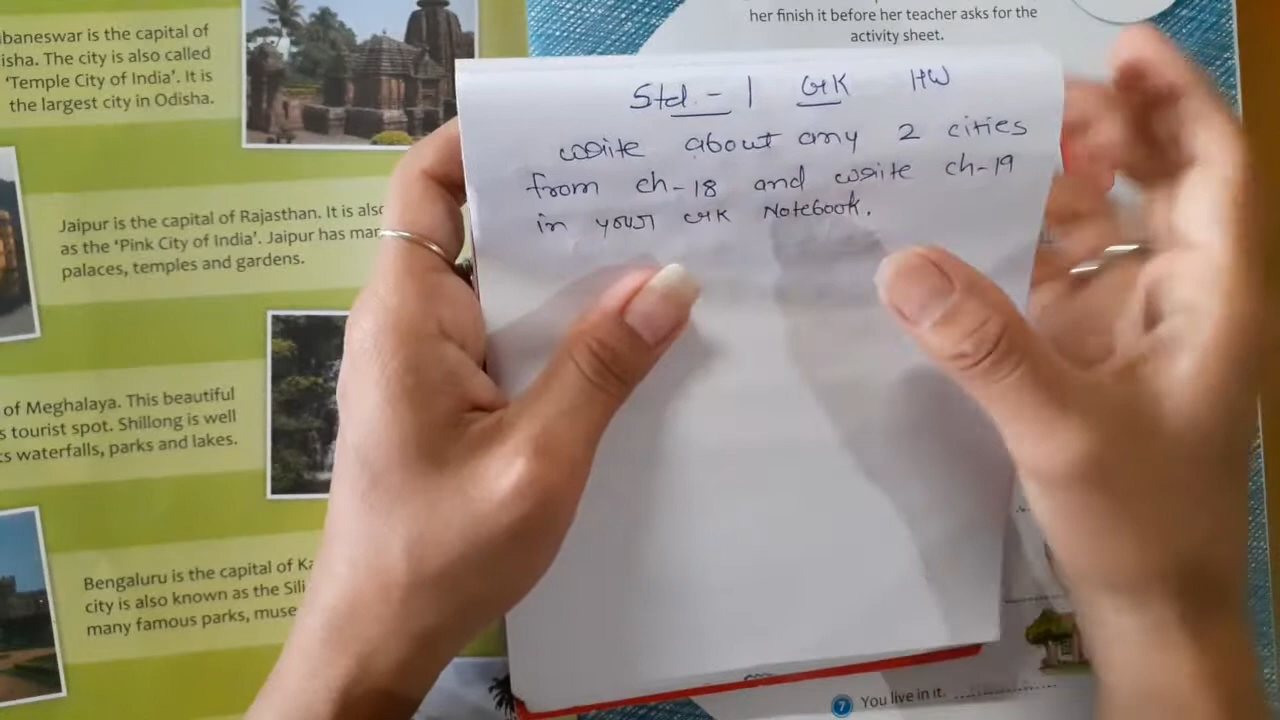 baneswar is the capital of
isha. The city is also called
'Temple City of India'. It is
the largest city in Odisha.
Jaipur is the capital of Rajasthan. It is also
as the 'Pink City of India'. Jaipur has
palaces, temples and gardens.
of Meghalaya. This beautiful
s tourist spot. Shillong is well
ts waterfalls, parks and lakes.
Bengaluru is the capital of
city is also known as the
many famous parks,
her finish it before her teacher asks for the
activity sheet.
Std - 1 GK HW
write about any 2 cities
from ch-18 and write ch-19
in your GK Notebook.
7 You live in it.